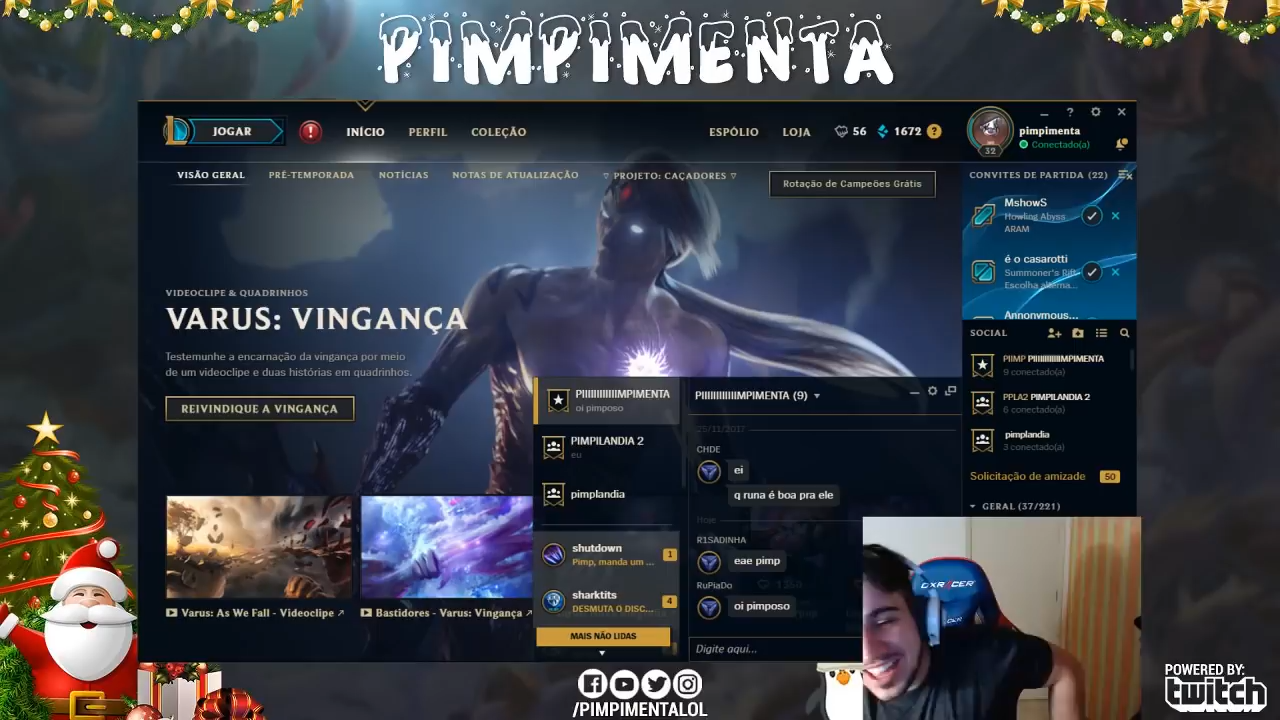 PIMPIMENTA
JOGAR
INÍCIO
PERFIL
COLEÇÃO
ESPÓLIO
LOJA
56
1672
?
32
pimpimenta
Conectado(a)
VISÃO GERAL
PRÉ-TEMPORADA
NOTÍCIAS
NOTAS DE ATUALIZAÇÃO
PROJETO: CAÇADORES
Rotação de Campeões Grátis
CONVITES DE PARTIDA (22)
MshowS
Howling Abyss
ARAM
é o casarotti
Summoner's Rift
Escolha alterna...
Annonymous...
VIDEOCLIPE & QUADRINHOS
VARUS: VINGANÇA
Testemunhe a encarnação da vingança por meio
de um videoclipe e duas histórias em quadrinhos.
REIVINDIQUE A VINGANÇA
SOCIAL
9 conectado(a)
PPLA2 PIMPILANDIA 2
6 conectado(a)
pimplandia
3 conectado(a)
Solicitação de amizade 50
GERAL (37/221)
oi pimposo
PIMPILANDIA 2
eu
pimplandia
shutdown
Pimp, manda um ...
1
sharktits
DESMUTA O DISC...
4
MAIS NÃO LIDAS
25/11/2017
CHDE
ei
q runa é boa pra ele
Hoje
R1SADINHA
eae pimp
RuPiaDo
oi pimposo
Digite aqui...
Varus: As We Fall - Videoclipe
Bastidores - Varus: Vingança
DXRACER
/PIMPIMENTALOL
POWERED BY:
twitch